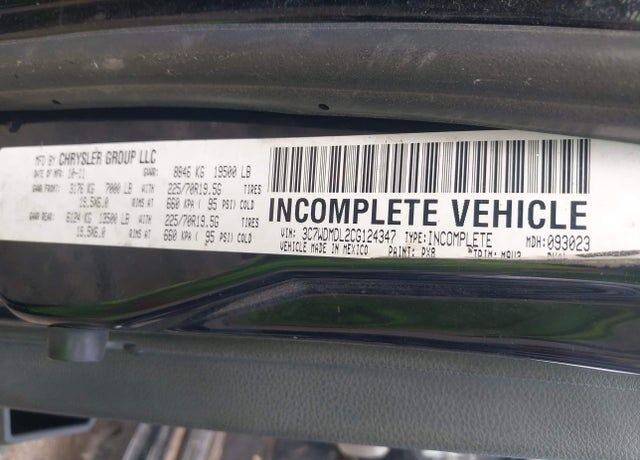 MFD BY CHRYSLER GROUP LLC
DATE OF MFR: 10-11 GVWR: 8846 KG 19500 LB
GAWR FRONT: 3176 KG 7000 LB WITH 225/70R19.5G TIRES
19.5X6.0 RIMS AT 660 KPA ( 95 PSI) COLD
GAWR REAR: 6124 KG 13500 LB WITH 225/70R19.5G TIRES
19.5X6.0 RIMS AT 660 KPA ( 95 PSI) COLD
INCOMPLETE VEHICLE
VIN: 3C7WDMDL2CG124347 TYPE: INCOMPLETE MDH: 093023
VEHICLE MADE IN MEXICO PAINT: PX8 TRIM: